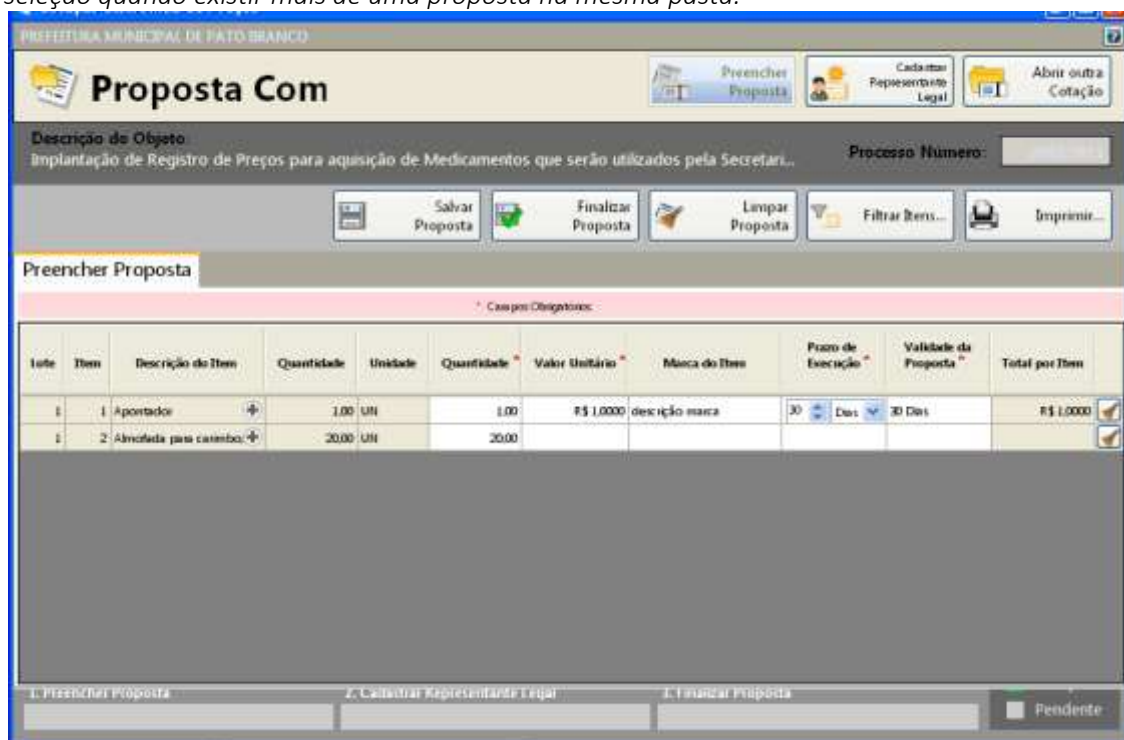 seleção quando existir mais de uma proposta na mesma pasta.
PREFEITURA MUNICIPAL DE PATO BRANCO
Proposta Com
Preencher Proposta
Cadastrar Representante Legal
Abrir outra Cotação
Descrição do Objeto:
Implantação de Registro de Preços para aquisição de Medicamentos que serão utilizados pela Secretari...
Processo Número:
Salvar Proposta
Finalizar Proposta
Limpar Proposta
Filtrar Itens...
Imprimir...
Preencher Proposta
* Campos Obrigatórios
Lote Item Descrição do Item Quantidade Unidade Quantidade * Valor Unitário * Marca do Item Prazo de Execução * Validade da Proposta * Total por Item
1 1 Apontador 1,00 UN 1,00 R$ 1,0000 descrição marca 30 Dias 30 Dias R$ 1,0000
1 2 Almofada para carimbo. 20,00 UN 20,00
1. Preencher Proposta
2. Cadastrar Representante Legal
3. Finalizar Proposta
Pendente